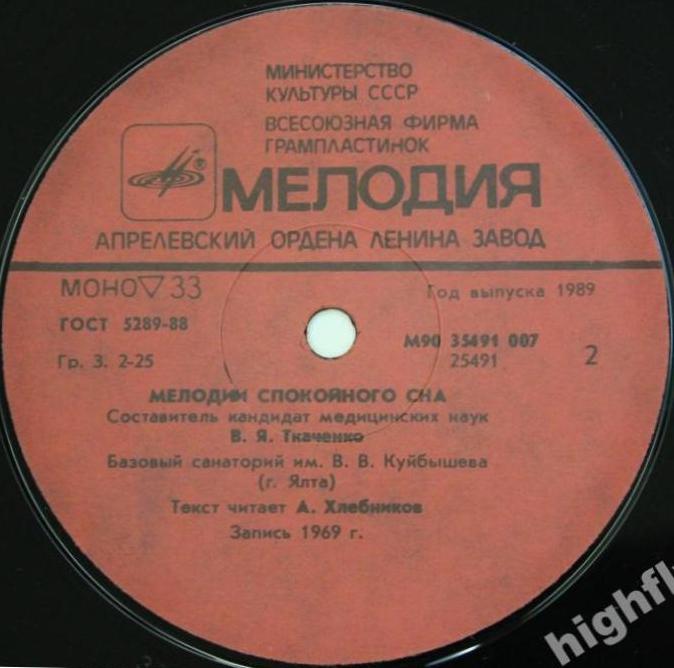 МИНИСТЕРСТВО
КУЛЬТУРЫ СССР
ВСЕСОЮЗНАЯ ФИРМА
ГРАМПЛАСТИНОК
®
МЕЛОДИЯ
АПРЕЛЕВСКИЙ ОРДЕНА ЛЕНИНА ЗАВОД
МОНО ▽ 33
Год выпуска 1989
ГОСТ 5289-88
М90 35491 007
Гр. 3. 2-25
25491
2
МЕЛОДИИ СПОКОЙНОГО СНА
Составитель кандидат медицинских наук
В. Я. Ткаченко
Базовый санаторий им. В. В. Куйбышева
(г. Ялта)
Текст читает А. Хлебников
Запись 1969 г.